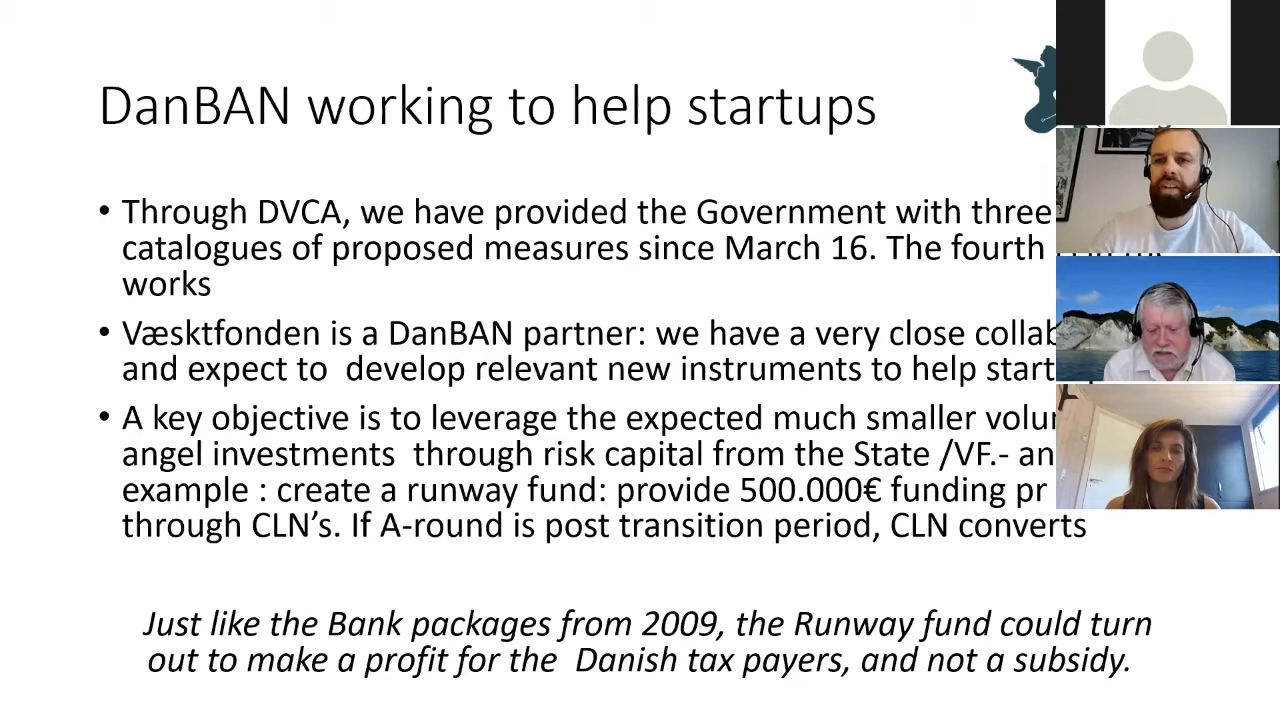 DanBAN working to help startups
• Through DVCA, we have provided the Government with three
catalogues of proposed measures since March 16. The fourth
works
• Væsktfonden is a DanBAN partner: we have a very close
and expect to develop relevant new instruments to help
• A key objective is to leverage the expected much smaller
angel investments through risk capital from the State /VF.-
example : create a runway fund: provide 500.000€ funding pr
through CLN’s. If A-round is post transition period, CLN converts
Just like the Bank packages from 2009, the Runway fund could turn
out to make a profit for the Danish tax payers, and not a subsidy.